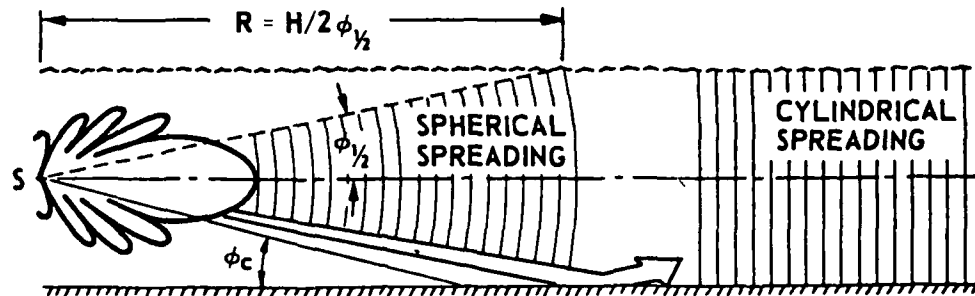 R = H/2 ϕ½
SPHERICAL
SPREADING
CYLINDRICAL
SPREADING
ϕ½
S
ϕc